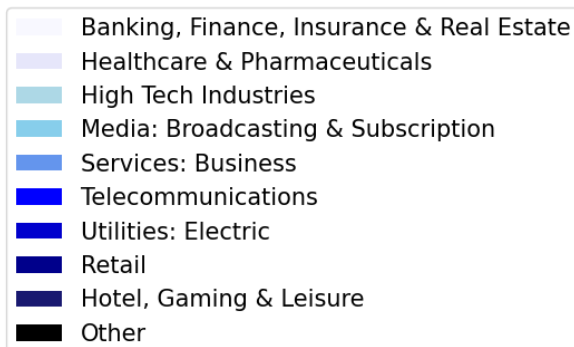 Banking, Finance, Insurance & Real Estate
Healthcare & Pharmaceuticals
High Tech Industries
Media: Broadcasting & Subscription
Services: Business
Telecommunications
Utilities: Electric
Retail
Hotel, Gaming & Leisure
Other